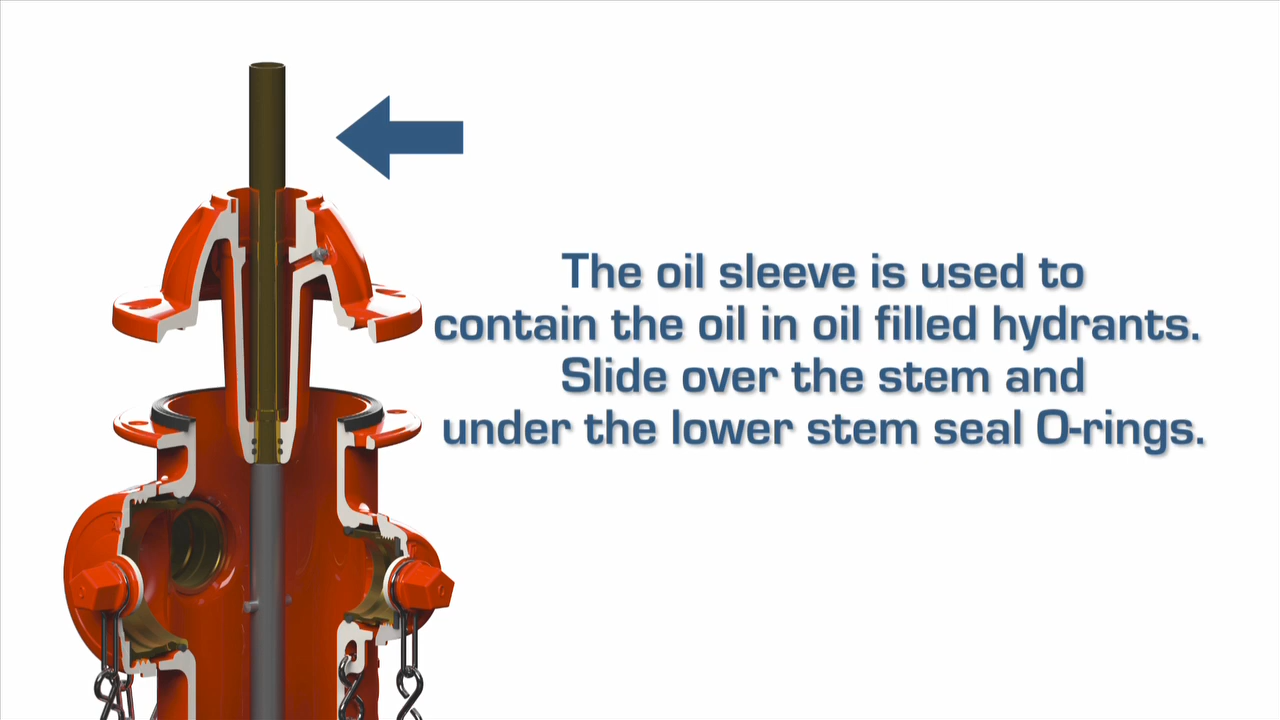 The oil sleeve is used to
contain the oil in oil filled hydrants.
Slide over the stem and
under the lower stem seal O-rings.